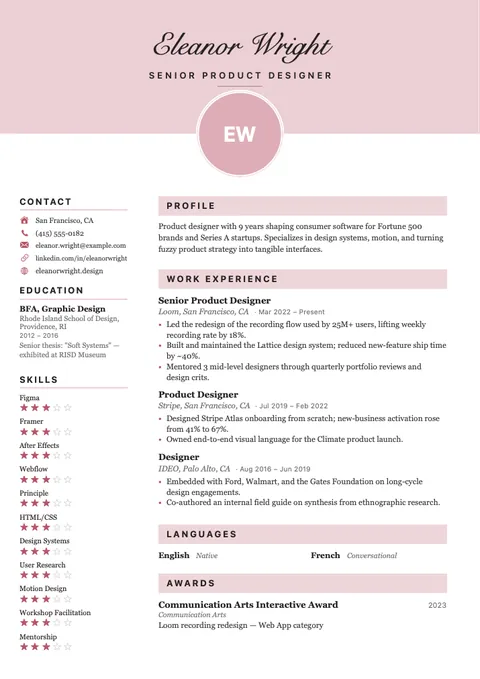 Eleanor Wright
SENIOR PRODUCT DESIGNER
EW
CONTACT
San Francisco, CA
(415) 555-0182
eleanor.wright@example.com
linkedin.com/in/eleanorwright
eleanorwright.design
EDUCATION
BFA, Graphic Design
Rhode Island School of Design,
Providence, RI
2012 – 2016
Senior thesis: "Soft Systems" —
exhibited at RISD Museum
SKILLS
Figma
Framer
After Effects
Webflow
Principle
HTML/CSS
Design Systems
User Research
Motion Design
Workshop Facilitation
Mentorship
PROFILE
Product designer with 9 years shaping consumer software for Fortune 500
brands and Series A startups. Specializes in design systems, motion, and turning
fuzzy product strategy into tangible interfaces.
WORK EXPERIENCE
Senior Product Designer
Loom, San Francisco, CA · Mar 2022 – Present
• Led the redesign of the recording flow used by 25M+ users, lifting weekly
recording rate by 18%.
• Built and maintained the Lattice design system; reduced new-feature ship time
by ~40%.
• Mentored 3 mid-level designers through quarterly portfolio reviews and
design crits.
Product Designer
Stripe, San Francisco, CA · Jul 2019 – Feb 2022
• Designed Stripe Atlas onboarding from scratch; new-business activation rose
from 41% to 67%.
• Owned end-to-end visual language for the Climate product launch.
Designer
IDEO, Palo Alto, CA · Aug 2016 – Jun 2019
• Embedded with Ford, Walmart, and the Gates Foundation on long-cycle
design engagements.
• Co-authored an internal field guide on synthesis from ethnographic research.
LANGUAGES
English Native
French Conversational
AWARDS
Communication Arts Interactive Award 2023
Communication Arts
Loom recording redesign — Web App category